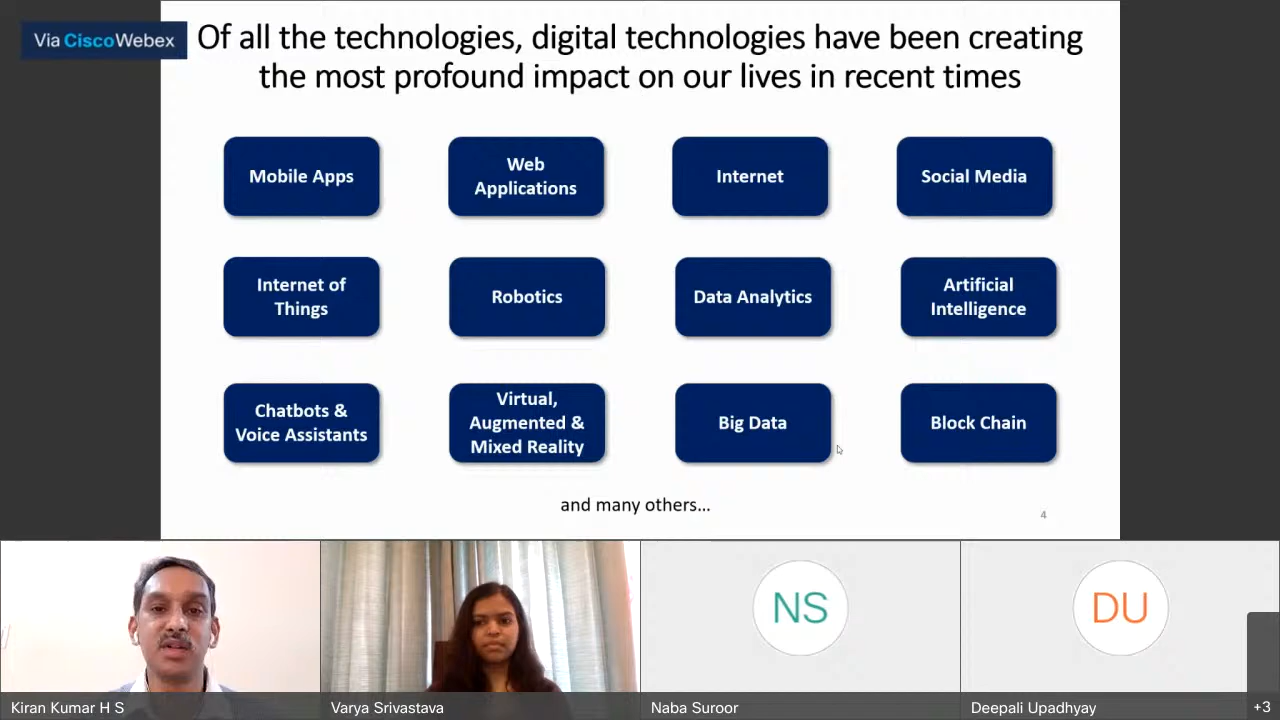 Via CiscoWebex
Of all the technologies, digital technologies have been creating
the most profound impact on our lives in recent times
Mobile Apps
Web
Applications
Internet
Social Media
Internet of
Things
Robotics
Data Analytics
Artificial
Intelligence
Chatbots &
Voice Assistants
Virtual,
Augmented &
Mixed Reality
Big Data
Block Chain
and many others...
4
NS
DU
Kiran Kumar H S
Varya Srivastava
Naba Suroor
Deepali Upadhyay
+3